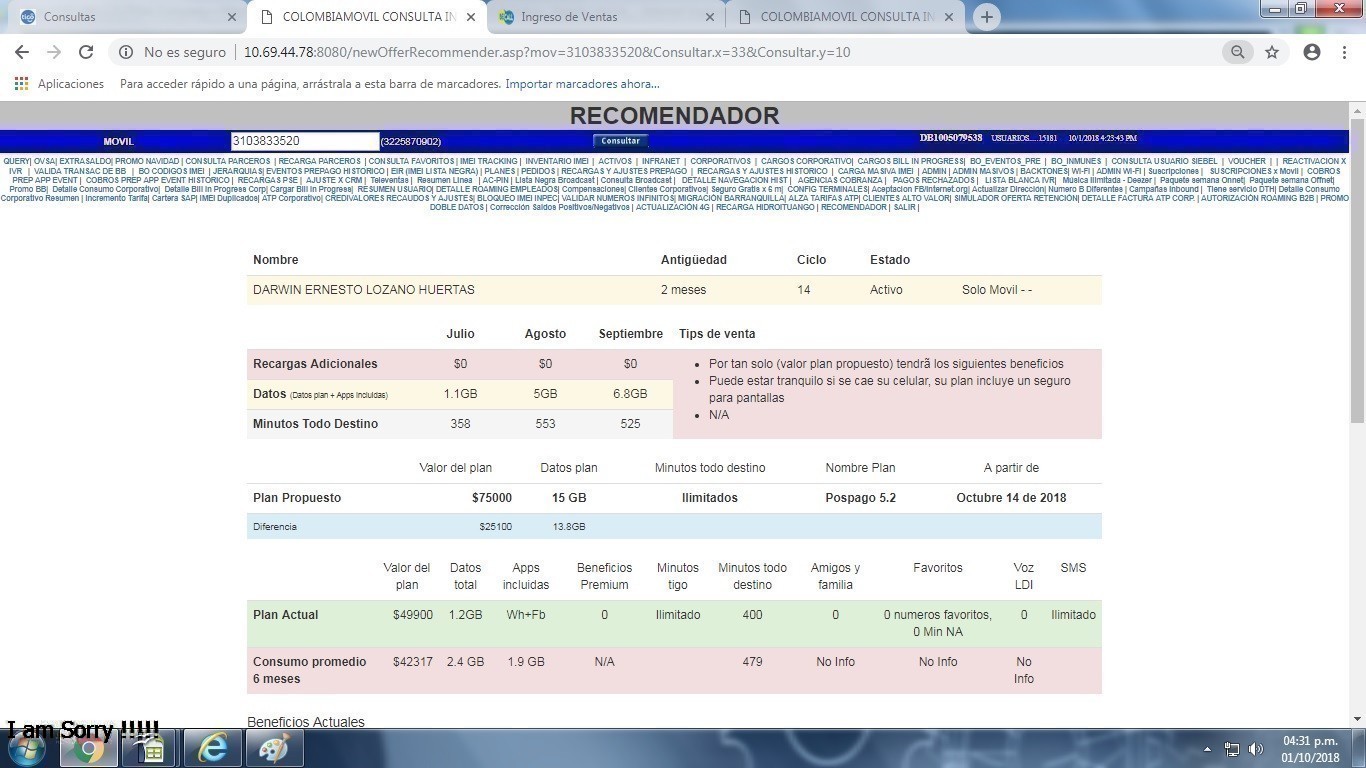 Consultas
COLOMBIAMOVIL CONSULTA IN
Ingreso de Ventas
COLOMBIAMOVIL CONSULTA IN
No es seguro | 10.69.44.78:8080/newOfferRecommender.asp?mov=3103833520&Consultar.x=33&Consultar.y=10
Aplicaciones Para acceder rápido a una página, arrástrala a esta barra de marcadores. Importar marcadores ahora...
RECOMENDADOR
MOVIL 3103833520 (3225870902) Consultar DB1005079538 USUARIOS....15181 10/1/2018 4:23:43 PM
QUERY| OVSA| EXTRASALDO| PROMO NAVIDAD | CONSULTA PARCEROS | RECARGA PARCEROS | CONSULTA FAVORITOS | IMEI TRACKING | INVENTARIO IMEI | ACTIVOS | INFRANET | CORPORATIVOS | CARGOS CORPORATIVO| CARGOS BILL IN PROGRESS| BO_EVENTOS_PRE | BO_INMUNES | CONSULTA USUARIO SIEBEL | VOUCHER | | REACTIVACION X
IVR | VALIDA TRANSAC DE BB | BO CODIGOS IMEI | JERARQUIAS| EVENTOS PREPAGO HISTORICO | EIR (IMEI LISTA NEGRA) | PLANES | PEDIDOS | RECARGAS Y AJUSTES PREPAGO | RECARGAS Y AJUSTES HISTORICO | CARGA MASIVA IMEI | ADMIN | ADMIN MASIVOS | BACKTONES| WI-FI | ADMIN WI-FI | Suscripciones | SUSCRIPCIONES x Movil | COBROS
PREP APP EVENT | COBROS PREP APP EVENT HISTORICO | RECARGAS PSE | AJUSTE X CRM | Televentas | Resumen Linea | AC-PIN | Lista Negra Broadcast | Consulta Broadcast | DETALLE NAVEGACION HIST | AGENCIAS COBRANZA | PAGOS RECHAZADOS | LISTA BLANCA IVR| Música Ilimitada - Deezer | Paquete semana Onnet| Paquete semana Offnet|
Promo BB| Detalle Consumo Corporativo| Detalle Bill In Progress Corp| Cargar Bill In Progress| RESUMEN USUARIO| DETALLE ROAMING EMPLEADOS| Compensaciones| Clientes Corporativos| Seguro Gratis x 6 m| CONFIG TERMINALES| Aceptacion FB/Internet.org| Actualizar Dirección| Numero B Diferentes | Campañas Inbound | Tiene servicio DTH| Detalle Consumo
Corporativo Resumen | Incremento Tarifa| Cartera SAP| IMEI Duplicados| ATP Corporativo| CREDIVALORES RECAUDOS Y AJUSTES| BLOQUEO IMEI INPEC| VALIDAR NUMEROS INFINITOS| MIGRACIÓN BARRANQUILLA| ALZA TARIFAS ATP| CLIENTES ALTO VALOR| SIMULADOR OFERTA RETENCIÓN| DETALLE FACTURA ATP CORP. | AUTORIZACIÓN ROAMING B2B | PROMO
DOBLE DATOS | Corrección Saldos Positivos/Negativos | ACTUALIZACIÓN 4G | RECARGA HIDROITUANGO | RECOMENDADOR | SALIR |
Nombre Antigüedad Ciclo Estado
DARWIN ERNESTO LOZANO HUERTAS 2 meses 14 Activo Solo Movil - -
Julio Agosto Septiembre Tips de venta
Recargas Adicionales $0 $0 $0
Datos (Datos plan + Apps incluidas) 1.1GB 5GB 6.8GB
Minutos Todo Destino 358 553 525
Por tan solo (valor plan propuesto) tendrã los siguientes beneficios
Puede estar tranquilo si se cae su celular, su plan incluye un seguro
para pantallas
N/A
Valor del plan Datos plan Minutos todo destino Nombre Plan A partir de
Plan Propuesto $75000 15 GB Ilimitados Pospago 5.2 Octubre 14 de 2018
Diferencia $25100 13.8GB
Valor del Datos Apps Beneficios Minutos Minutos todo Amigos y Favoritos Voz SMS
plan total incluidas Premium tigo destino familia LDI
Plan Actual $49900 1.2GB Wh+Fb 0 Ilimitado 400 0 0 numeros favoritos, 0 Ilimitado
0 Min NA
Consumo promedio $42317 2.4 GB 1.9 GB N/A 479 No Info No Info No
6 meses Info
Beneficios Actuales
I am Sorry !!!!!
04:31 p.m.
01/10/2018